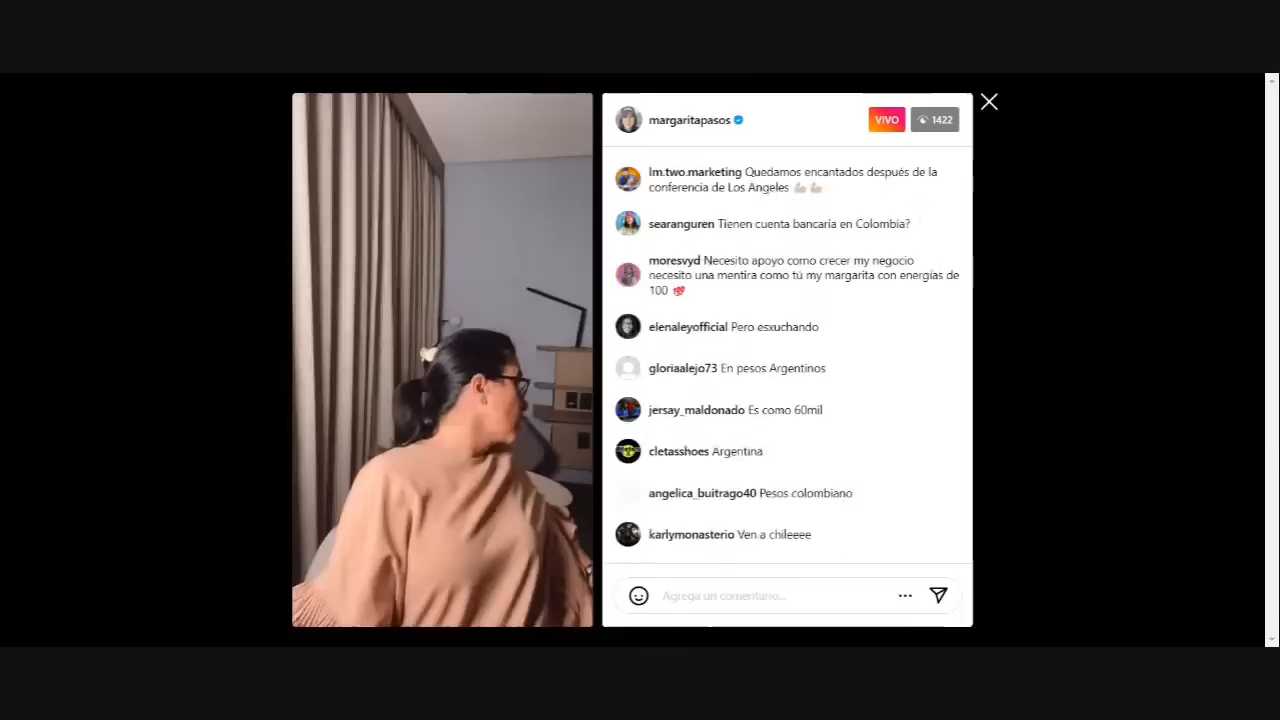 margaritapasos
VIVO
1422
lm.two.marketing Quedamos encantados después de la
conferencia de Los Angeles 💪🏼 💪🏼
searanguren Tienen cuenta bancaria en Colombia?
moresvyd Necesito apoyo como crecer my negocio
necesito una mentira como tú my margarita con energías de
100 💯
elenaleyofficial Pero esxuchando
gloriaalejo73 En pesos Argentinos
jersay_maldonado Es como 60mil
cletasshoes Argentina
angelica_buitrago40 Pesos colombiano
karlymonasterio Ven a chileeee
Agrega un comentario...